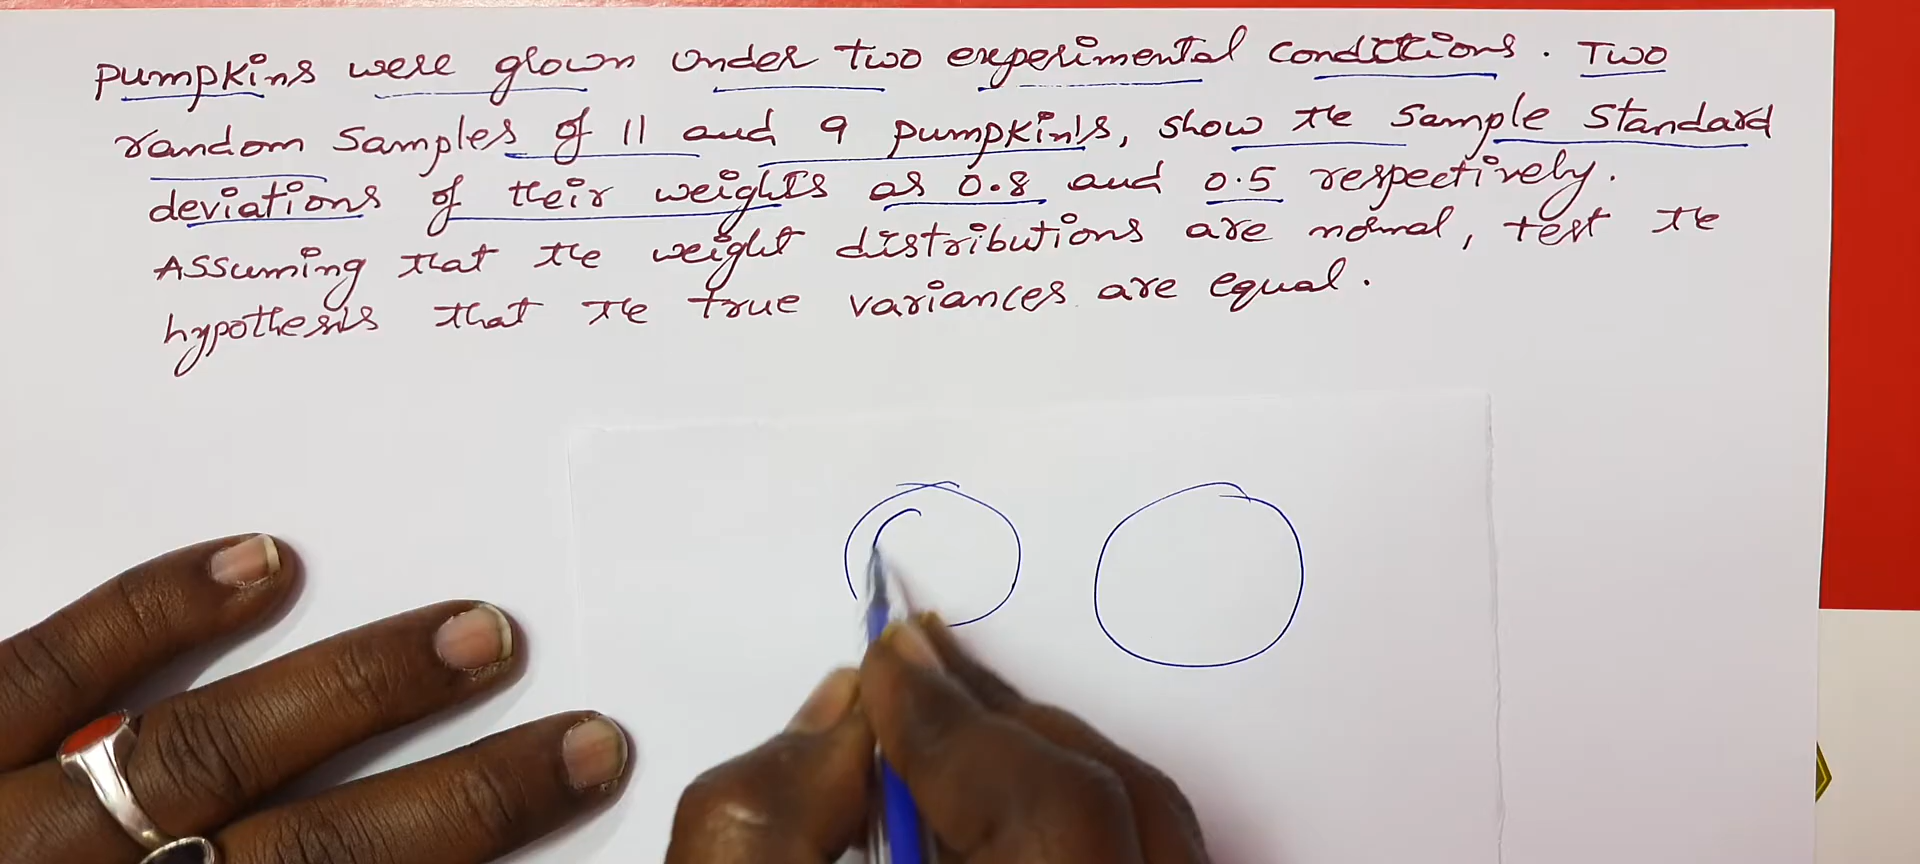 Pumpkins were grown under two experimental conditions. Two
random samples of 11 and 9 pumpkins, show the sample standard
deviations of their weights as 0.8 and 0.5 respectively.
Assuming that the weight distributions are normal, test the
hypothesis that the true variances are equal.